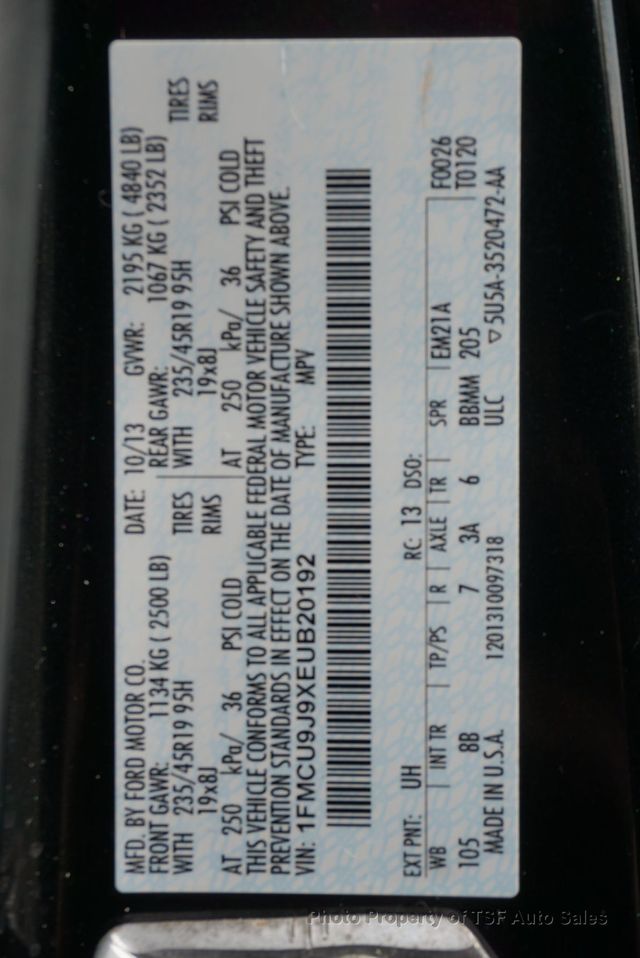 MFD. BY FORD MOTOR CO. DATE: 10/13 GVWR: 2195 KG ( 4840 LB)
FRONT GAWR: 1134 KG ( 2500 LB) REAR GAWR: 1067 KG ( 2352 LB)
WITH 235/45R19 95H TIRES WITH 235/45R19 95H TIRES
19x8J RIMS 19x8J RIMS
AT 250 kPa/ 36 PSI COLD AT 250 kPa/ 36 PSI COLD
THIS VEHICLE CONFORMS TO ALL APPLICABLE FEDERAL MOTOR VEHICLE SAFETY AND THEFT
PREVENTION STANDARDS IN EFFECT ON THE DATE OF MANUFACTURE SHOWN ABOVE.
VIN: 1FMCU9J9XEUB20192 TYPE: MPV
EXT PNT: UH RC: 13 DSO: F0026
WB INT TR TP/PS R AXLE TR SPR EM21A T0120
105 8B 7 3A 6 BBMM 205
MADE IN U.S.A. 1201310097318 ULC ▽ 5U5A-3520472-AA
Photo Property of TSF Auto Sales